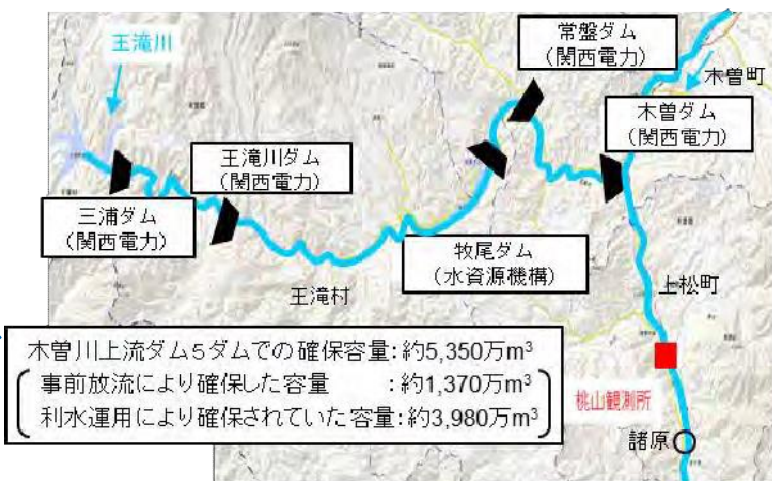 王滝川
常盤ダム
(関西電力)
木曽町
木曽ダム
(関西電力)
王滝川ダム
(関西電力)
三浦ダム
(関西電力)
牧尾ダム
(水資源機構)
王滝村
上松町
木曽川上流ダム5ダムでの確保容量:約5,350万m³
事前放流により確保した容量 :約1,370万m³
利水運用により確保されていた容量:約3,980万m³
桃山観測所
諸原